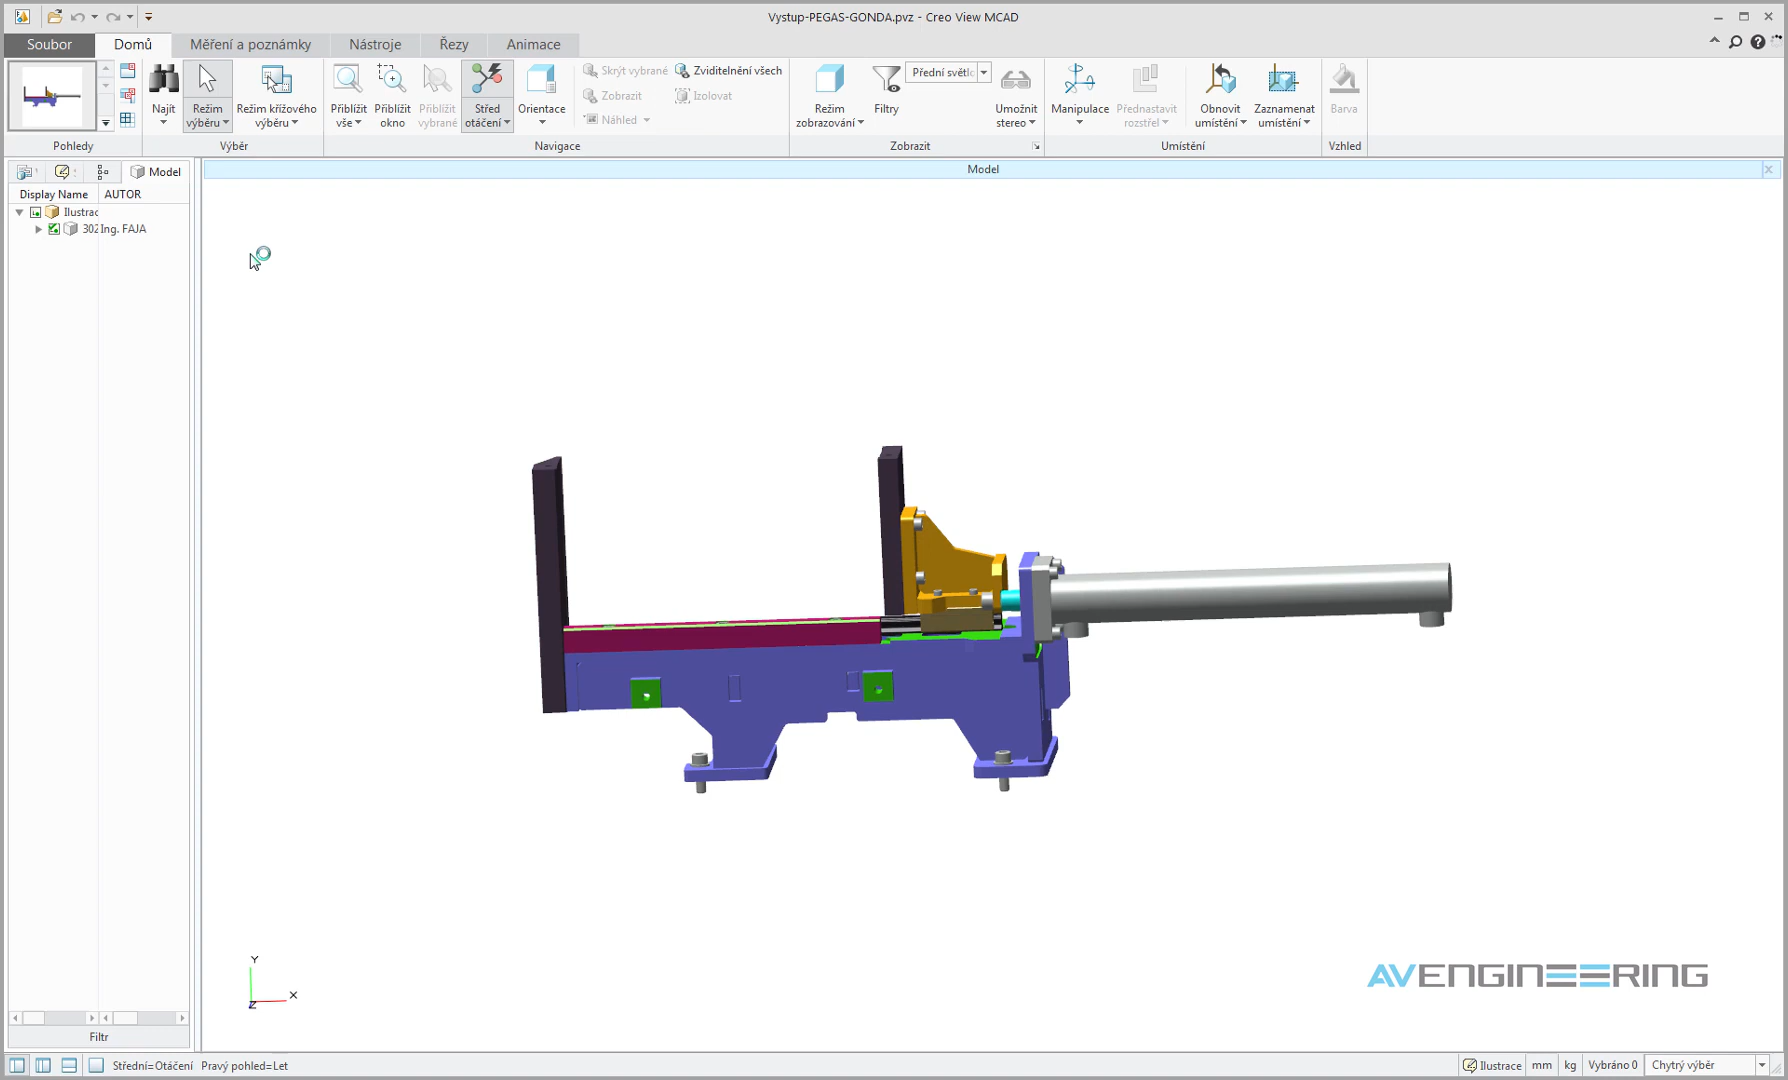 Vystup-PEGAS-GONDA.pvz - Creo View MCAD
Soubor
Domů
Měření a poznámky
Nástroje
Řezy
Animace
Najít
Režim výběru
Režim křížového výběru
Přiblížit vše
Přiblížit okno
Přiblížit vybrané
Střed otáčení
Orientace
Skrýt vybrané
Zobrazit
Náhled
Zviditelnění všech
Izolovat
Režim zobrazování
Filtry
Přední světlo
Umožnit stereo
Manipulace
Přednastavit rozstřel
Obnovit umístění
Zaznamenat umístění
Barva
Pohledy
Výběr
Navigace
Zobrazit
Umístění
Vzhled
Model
Model
Display Name
AUTOR
Ilustrac
302
Ing. FAJA
Y
X
Z
AVENGINEERING
Filtr
Střední=Otáčení
Pravý pohled=Let
Ilustrace
mm
kg
Vybráno 0
Chytrý výběr